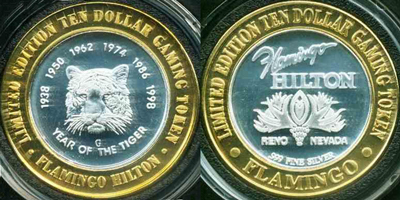 LIMITED EDITION TEN DOLLAR GAMING TOKEN
1938 1950 1962 1974 1986 1998
G
YEAR OF THE TIGER
• FLAMINGO HILTON •
LIMITED EDITION TEN DOLLAR GAMING TOKEN
Flamingo
HILTON
RENO NEVADA
.999 FINE SILVER
• FLAMINGO •